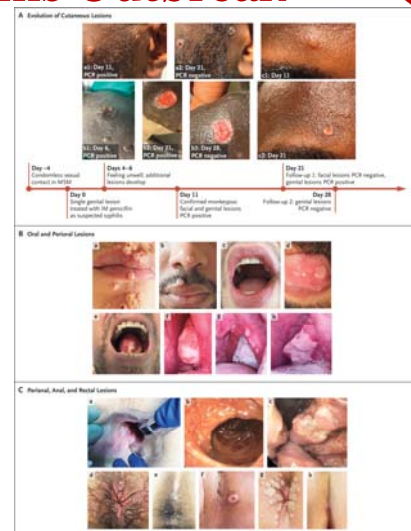 A Evolution of Cutaneous Lesions
a1: Day 11,
PCR positive
a2: Day 21,
PCR negative
c1: Day 11
b1: Day 6,
PCR positive
b2: Day 21,
PCR positive
b3: Day 28,
PCR negative
c2: Day 21
Day –4
Condomless sexual
contact in MSM
Days 4–6
Feeling unwell; additional
lesions develop
Day 21
Follow-up 1: facial lesions PCR negative,
genital lesions PCR positive
Day 0
Single genital lesion
treated with IM penicillin
as suspected syphilis
Day 11
Confirmed monkeypox:
facial and genital lesions
PCR positive
Day 28
Follow-up 2: genital lesions
PCR negative
B Oral and Perioral Lesions
a b c d
e f g h
C Perianal, Anal, and Rectal Lesions
a b c
d e f g h